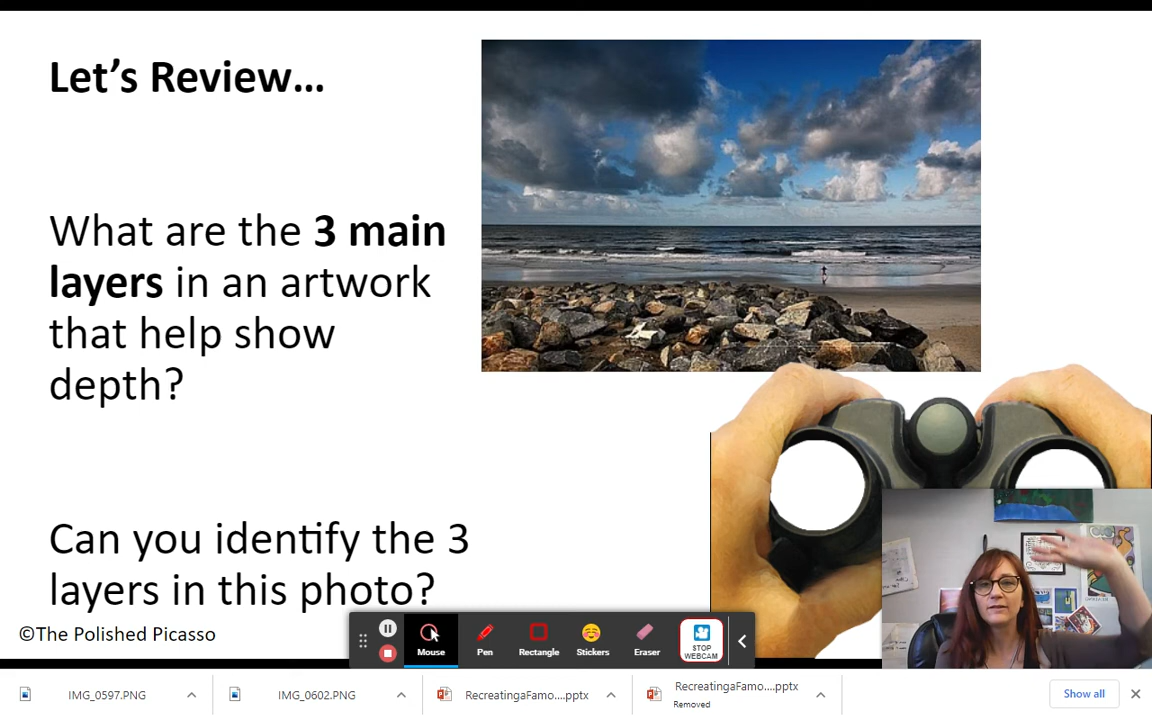 Let's Review...
What are the 3 main
layers in an artwork
that help show
depth?
Can you identify the 3
layers in this photo?
©The Polished Picasso
Mouse
Pen
Rectangle
Stickers
Eraser
STOP
WEBCAM
IMG_0597.PNG
IMG_0602.PNG
RecreatingaFamo....pptx
RecreatingaFamo....pptx
Removed
Show all